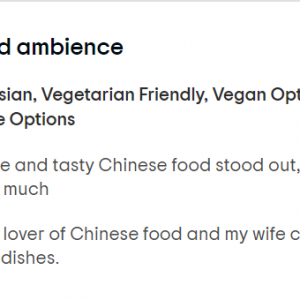 d ambience
sian, Vegetarian Friendly, Vegan Opt
e Options
e and tasty Chinese food stood out,
much
lover of Chinese food and my wife c
dishes.